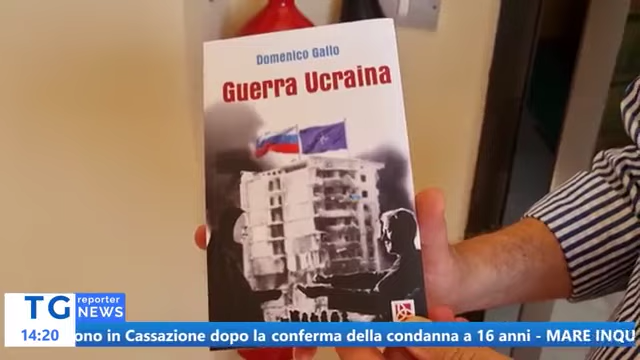 Domenico Gallo
Guerra Ucraina
TG reporter NEWS
14:20 ono in Cassazione dopo la conferma della condanna a 16 anni - MARE INQU